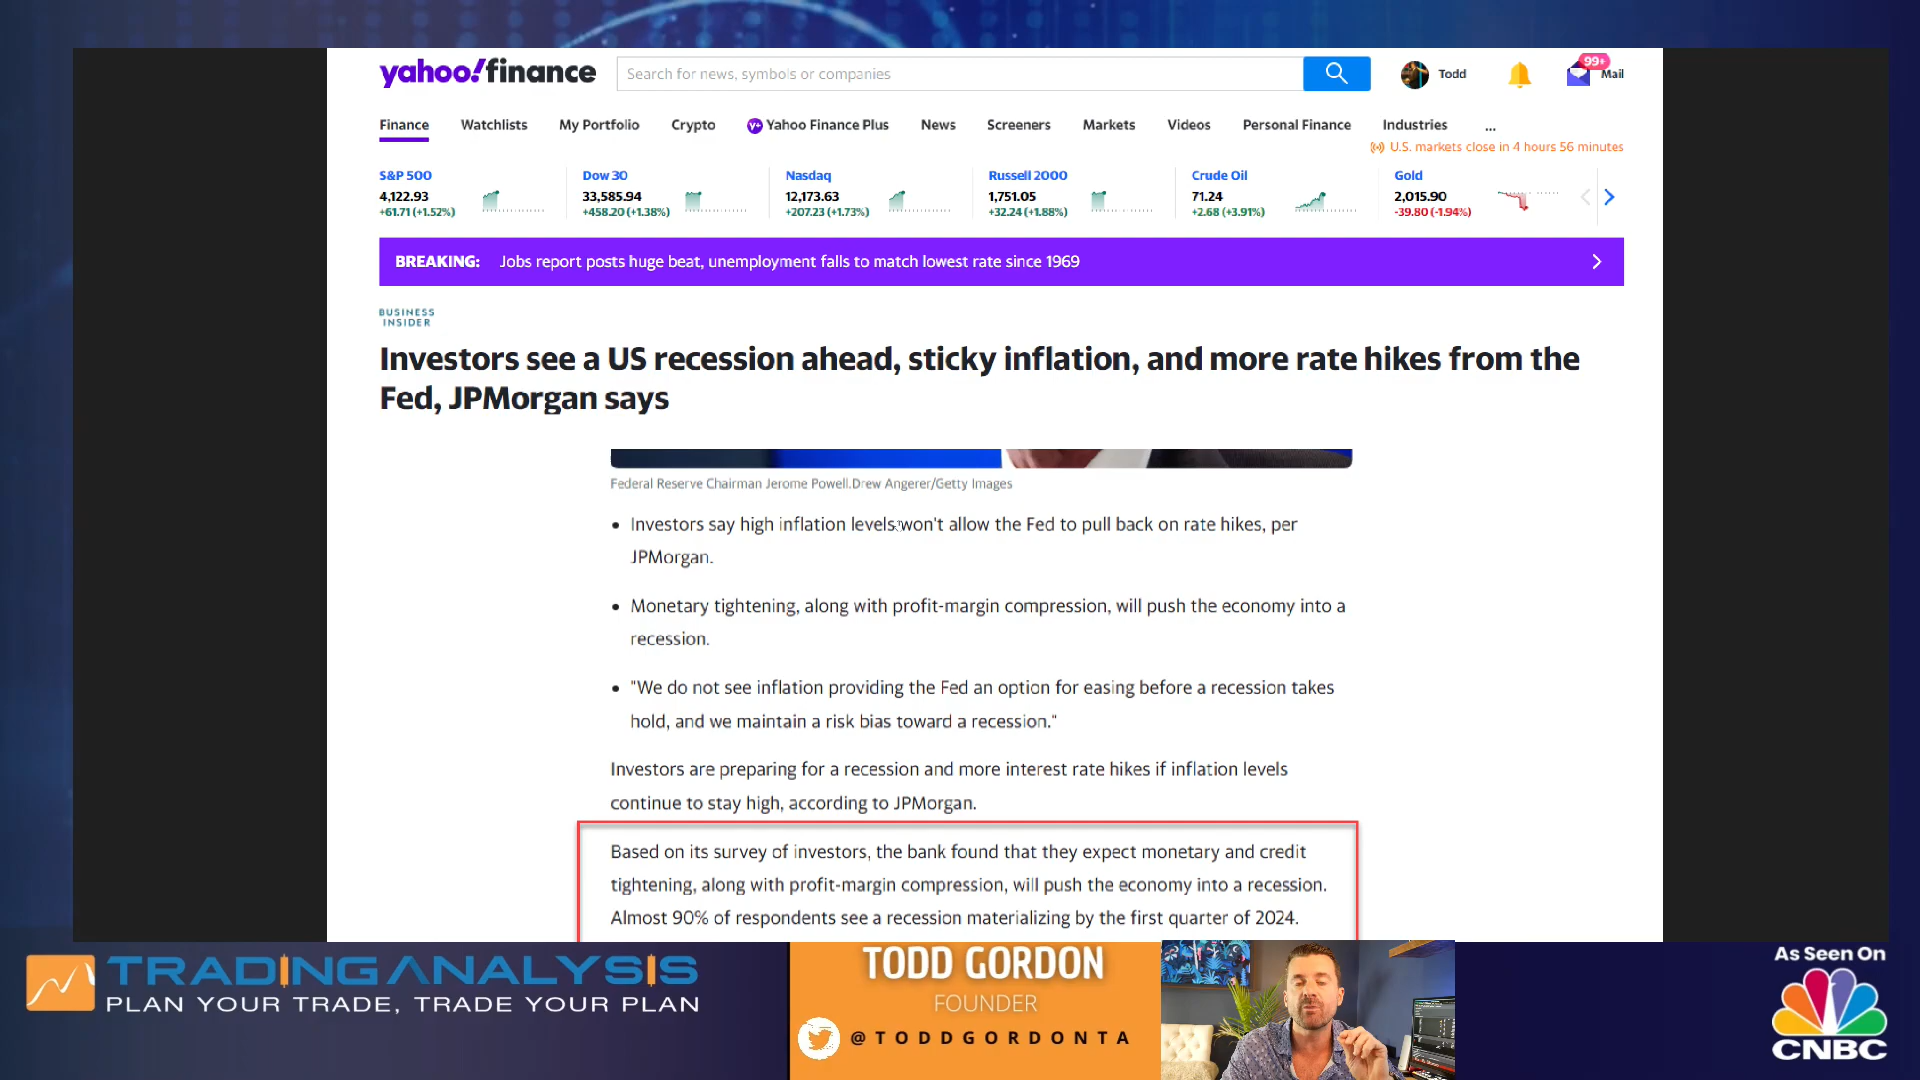 yahoo!finance
Search for news, symbols or companies
Todd
99+
Mail
Finance Watchlists My Portfolio Crypto Y+ Yahoo Finance Plus News Screeners Markets Videos Personal Finance Industries ...
U.S. markets close in 4 hours 56 minutes
S&P 500
4,122.93
+61.71 (+1.52%)
Dow 30
33,585.94
+458.20 (+1.38%)
Nasdaq
12,173.63
+207.23 (+1.73%)
Russell 2000
1,751.05
+32.24 (+1.88%)
Crude Oil
71.24
+2.68 (+3.91%)
Gold
2,015.90
-39.80 (-1.94%)
BREAKING: Jobs report posts huge beat, unemployment falls to match lowest rate since 1969
BUSINESS
INSIDER
Investors see a US recession ahead, sticky inflation, and more rate hikes from the
Fed, JPMorgan says
Federal Reserve Chairman Jerome Powell.Drew Angerer/Getty Images
• Investors say high inflation levels won't allow the Fed to pull back on rate hikes, per
JPMorgan.
• Monetary tightening, along with profit-margin compression, will push the economy into a
recession.
• "We do not see inflation providing the Fed an option for easing before a recession takes
hold, and we maintain a risk bias toward a recession."
Investors are preparing for a recession and more interest rate hikes if inflation levels
continue to stay high, according to JPMorgan.
Based on its survey of investors, the bank found that they expect monetary and credit
tightening, along with profit-margin compression, will push the economy into a recession.
Almost 90% of respondents see a recession materializing by the first quarter of 2024.
TRADINGANALYSIS
PLAN YOUR TRADE, TRADE YOUR PLAN
TODD GORDON
FOUNDER
@TODDGORDONTA
As Seen On
CNBC